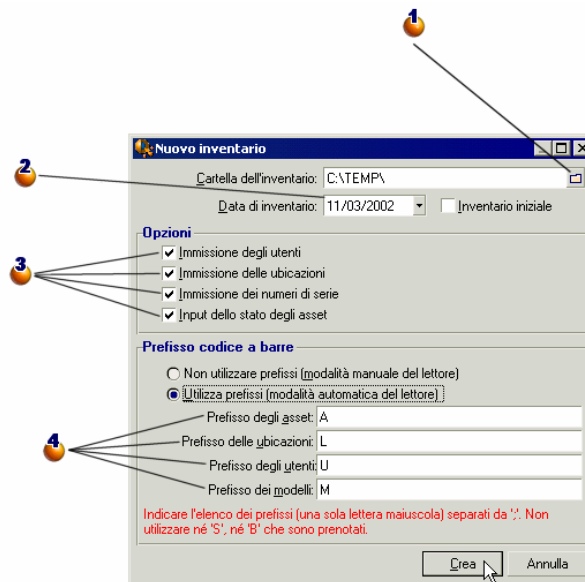 1
Nuovo inventario
2
Cartella dell'inventario: C:\TEMP\
Data di inventario: 11/03/2002 Inventario iniziale
Opzioni
Immissione degli utenti
3
Immissione delle ubicazioni
Immissione dei numeri di serie
Input dello stato degli asset
Prefisso codice a barre
Non utilizzare prefissi (modalità manuale del lettore)
Utilizza prefissi (modalità automatica del lettore)
Prefisso degli asset: A
4
Prefisso delle ubicazioni: L
Prefisso degli utenti: U
Prefisso dei modelli: M
Indicare l'elenco dei prefissi (una sola lettera maiuscola) separati da ';'. Non
utilizzare né 'S', né 'B' che sono prenotati.
Crea Annulla